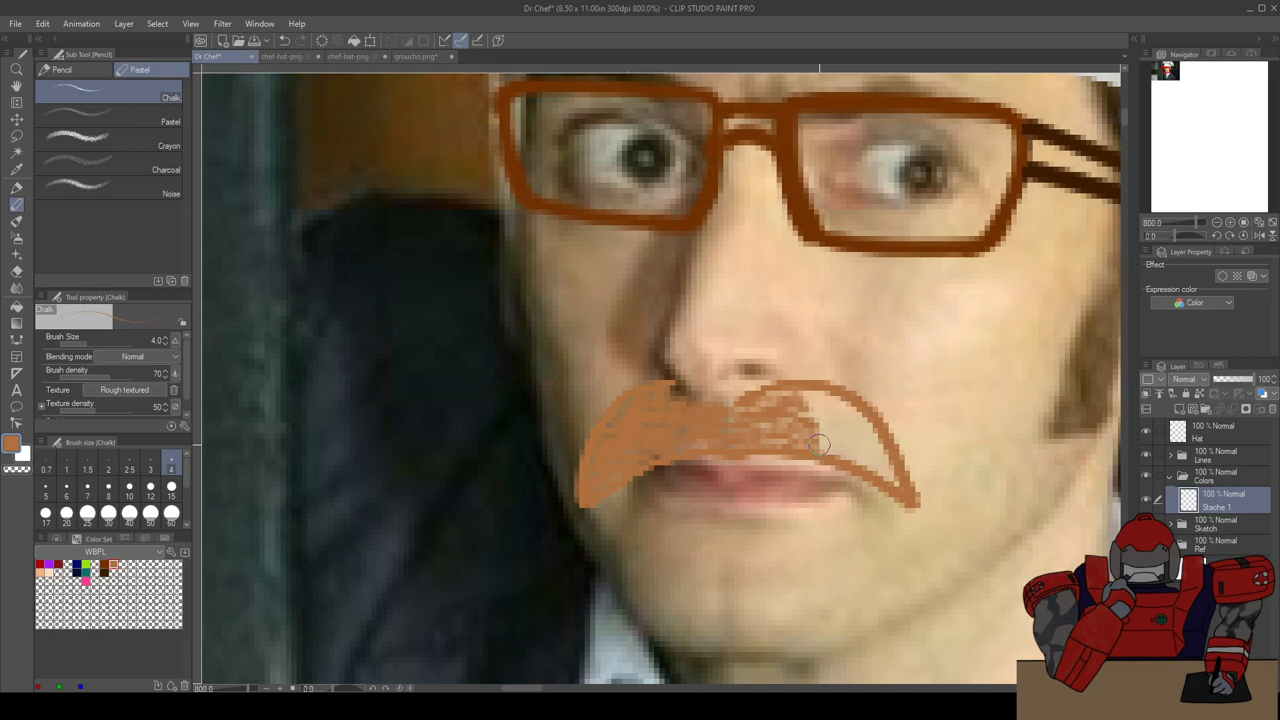 Dr Chef* (8.50 x 11.00in 300dpi 800.0%) - CLIP STUDIO PAINT PRO
File Edit Animation Layer Select View Filter Window Help
Sub Tool [Pencil]
Dr Chef* chef-hat-png- chef-hat-png groucho.png*
Navigator
Pencil Pastel
Chalk
Pastel
Crayon
Charcoal
Noise
800.0
0.0
Layer Property
Effect
Expression color
Color
Tool property [Chalk]
Chalk
Brush Size 4.0
Blending mode Normal
Brush density 70
Texture Rough textured
Texture density 50
Layer
Normal 100
100 % Normal
Hat
100 % Normal
Lines
100 % Normal
Colors
100 % Normal
Stache 1
100 % Normal
Sketch
100 % Normal
Ref
Brush size [Chalk]
0.7 1 1.5 2 2.5 3 4
5 6 7 8 10 12 15
17 20 25 30 40 50
Color Set
WBPL
800.0 0.0